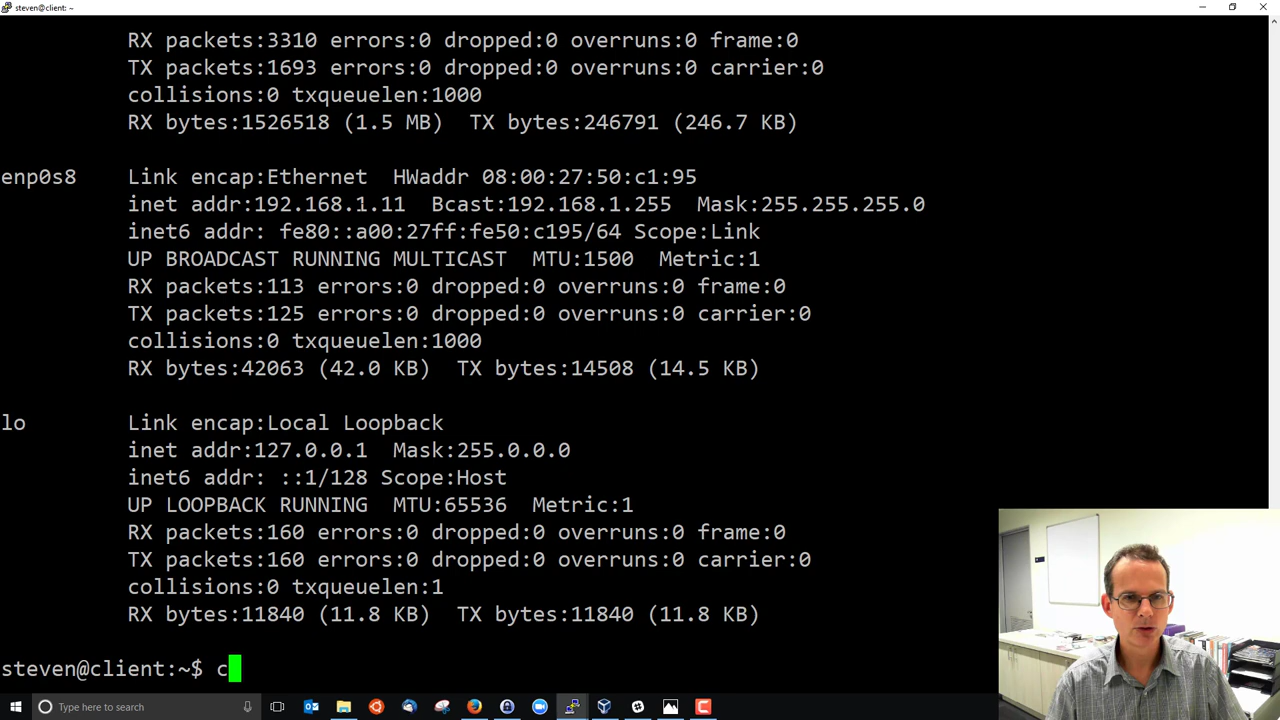 steven@client: ~
RX packets:3310 errors:0 dropped:0 overruns:0 frame:0
TX packets:1693 errors:0 dropped:0 overruns:0 carrier:0
collisions:0 txqueuelen:1000
RX bytes:1526518 (1.5 MB)  TX bytes:246791 (246.7 KB)
enp0s8 Link encap:Ethernet  HWaddr 08:00:27:50:c1:95
inet addr:192.168.1.11  Bcast:192.168.1.255  Mask:255.255.255.0
inet6 addr: fe80::a00:27ff:fe50:c195/64 Scope:Link
UP BROADCAST RUNNING MULTICAST  MTU:1500  Metric:1
RX packets:113 errors:0 dropped:0 overruns:0 frame:0
TX packets:125 errors:0 dropped:0 overruns:0 carrier:0
collisions:0 txqueuelen:1000
RX bytes:42063 (42.0 KB)  TX bytes:14508 (14.5 KB)
lo Link encap:Local Loopback
inet addr:127.0.0.1  Mask:255.0.0.0
inet6 addr: ::1/128 Scope:Host
UP LOOPBACK RUNNING  MTU:65536  Metric:1
RX packets:160 errors:0 dropped:0 overruns:0 frame:0
TX packets:160 errors:0 dropped:0 overruns:0 carrier:0
collisions:0 txqueuelen:1
RX bytes:11840 (11.8 KB)  TX bytes:11840 (11.8 KB)
steven@client:~$ c
Type here to search